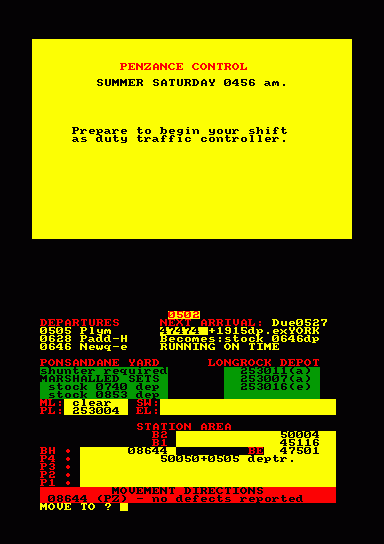 PENZANCE CONTROL
SUMMER SATURDAY 0456 am.
Prepare to begin your shift
as duty traffic controller.
0502
DEPARTURES NEXT ARRIVAL: Due0527
0505 Plym 47474 +1915dp.exYORK
0628 Padd-H Becomes:stock 0646dp
0646 Newq-e RUNNING ON TIME
PONSANDANE YARD LONGROCK DEPOT
shunter required 253011(a)
MARSHALLED SETS 253007(a)
stock 0740 dep 253016(e)
stock 0853 dep
ML: clear SW:
PL: 253004 EL:
STATION AREA
B2 50004
B1 45116
BH • 08644 BE 47501
P4 • 50050+0505 deptr.
P3 •
P2 •
P1 •
MOVEMENT DIRECTIONS
08644 (PZ) - no defects reported
MOVE TO ?